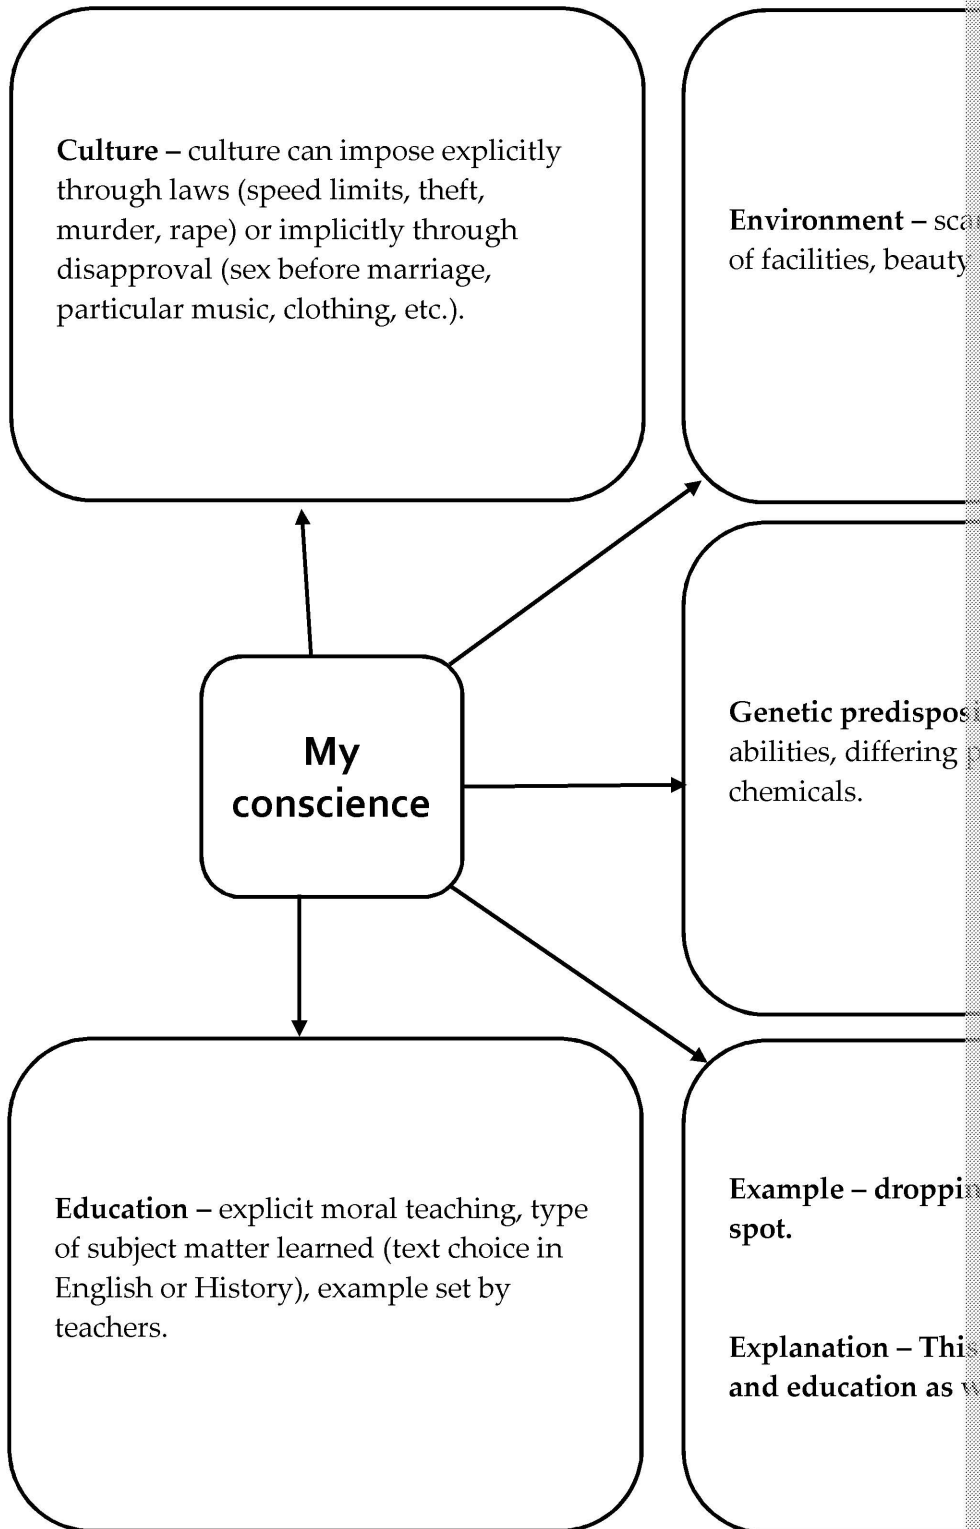 Culture – culture can impose explicitly
through laws (speed limits, theft,
murder, rape) or implicitly through
disapproval (sex before marriage,
particular music, clothing, etc.).
Environment –
of facilities, beauty
My
conscience
Genetic
abilities, differing
chemicals.
Education – explicit moral teaching, type
of subject matter learned (text choice in
English or History), example set by
teachers.
Example –
spot.
Explanation – This
and education as